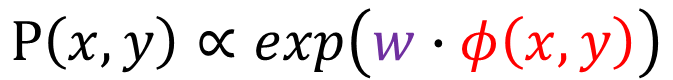 P(x, y) ∝ exp(w · ϕ(x, y))